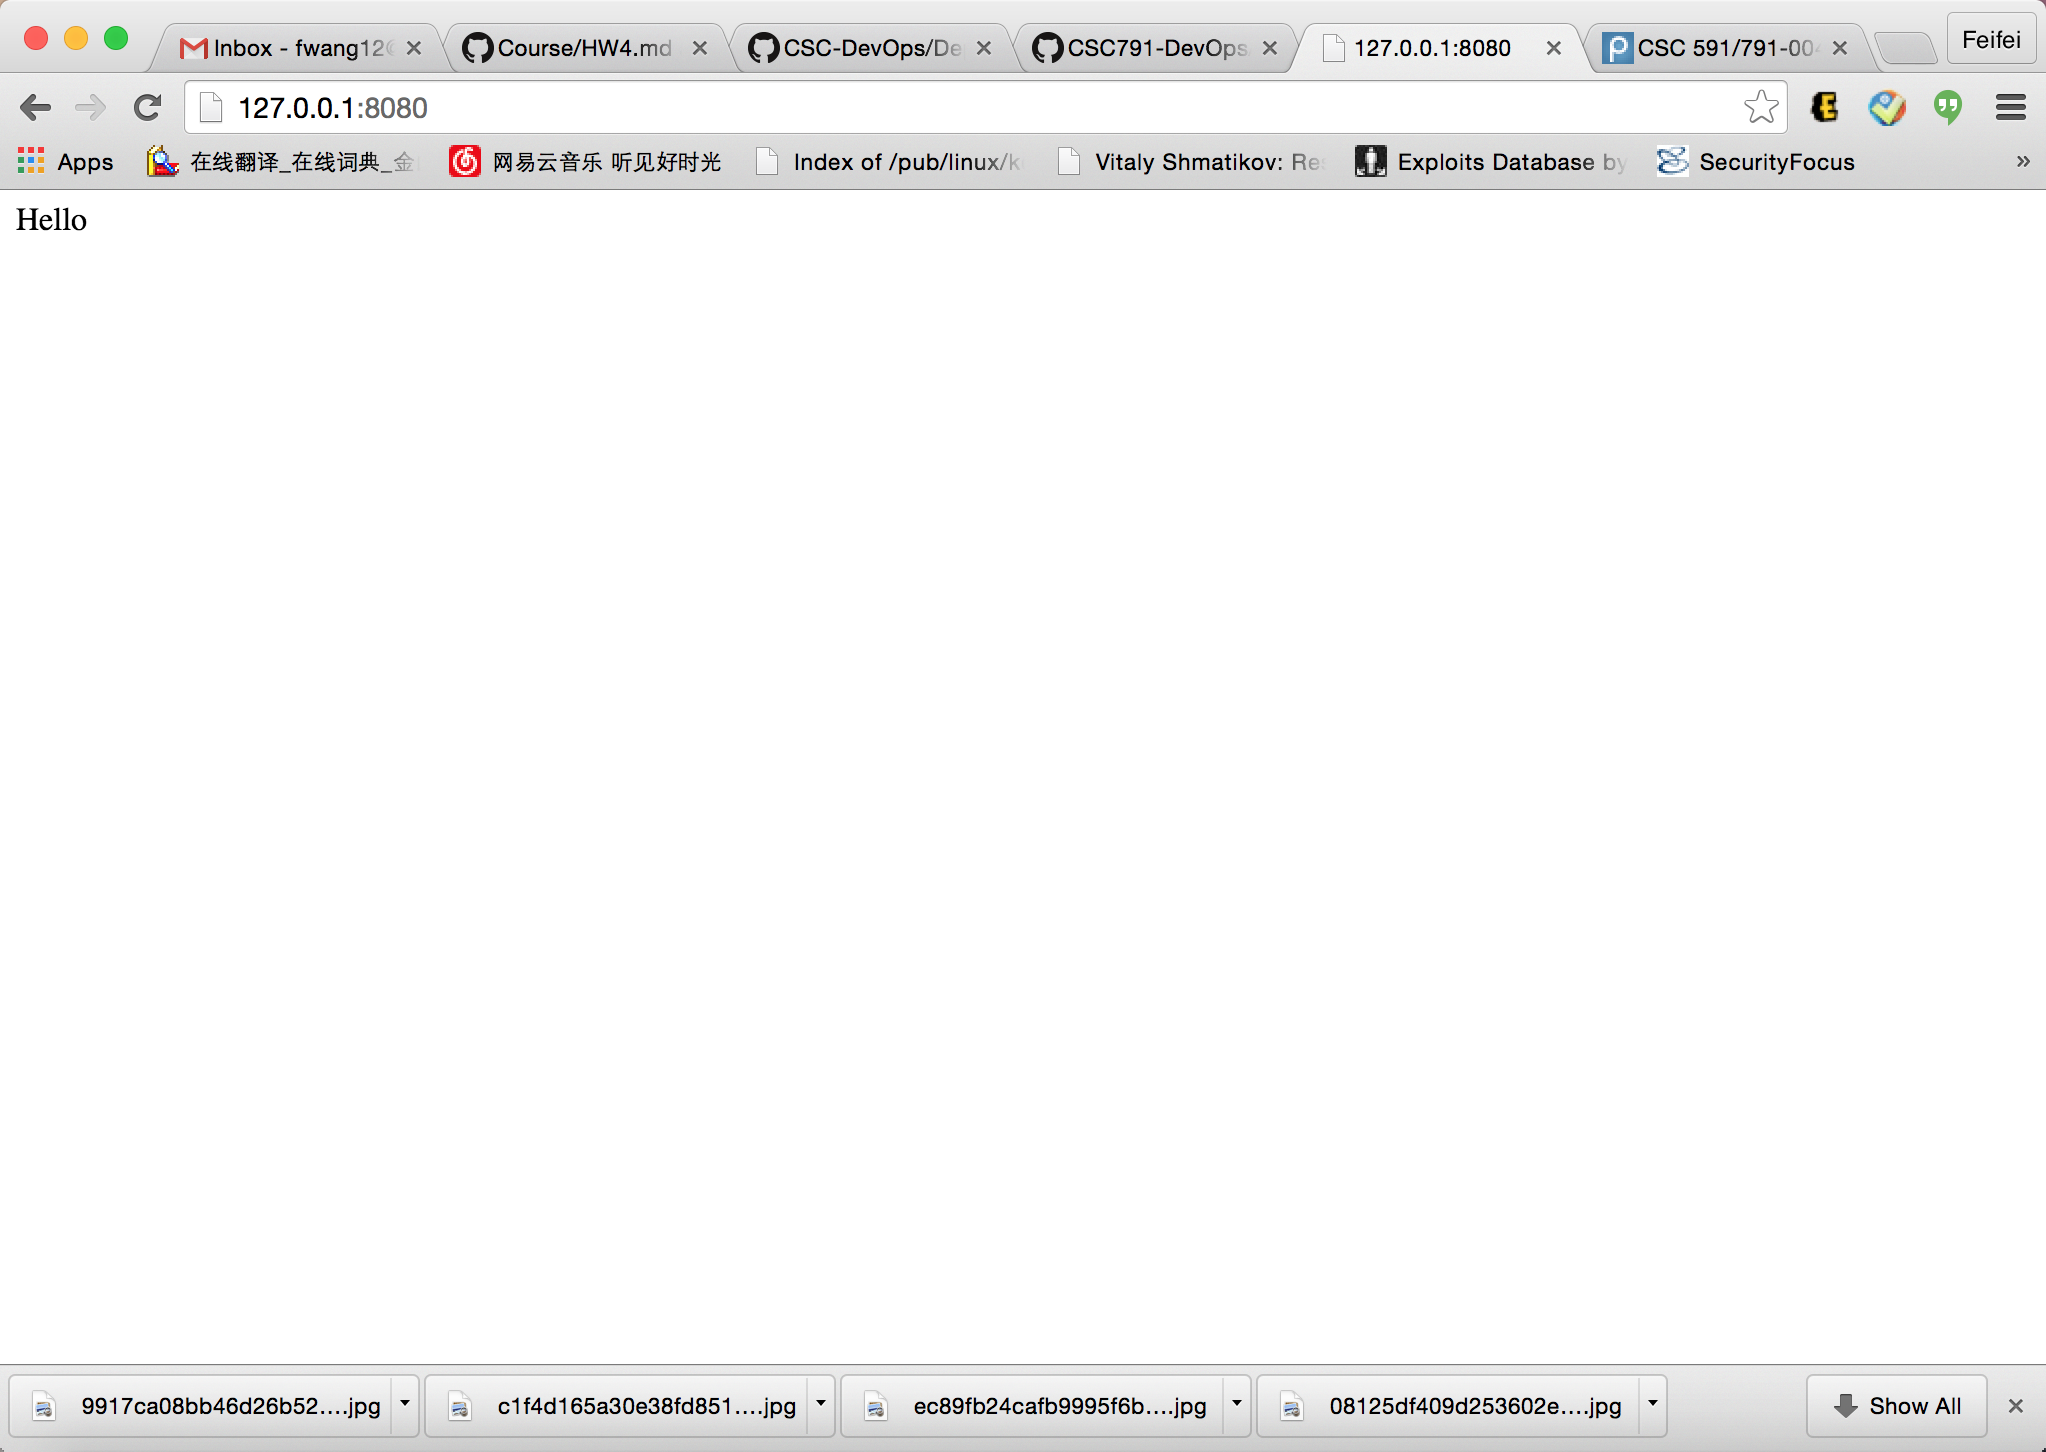 Inbox - fwang12 Course/HW4.md CSC-DevOps/De CSC791-DevOps 127.0.0.1:8080 CSC 591/791-004 Feifei
127.0.0.1:8080
Apps 在线翻译_在线词典_金 网易云音乐 听见好时光 Index of /pub/linux/k Vitaly Shmatikov: Res Exploits Database by SecurityFocus »
Hello
9917ca08bb46d26b52....jpg c1f4d165a30e38fd851....jpg ec89fb24cafb9995f6b....jpg 08125df409d253602e....jpg Show All